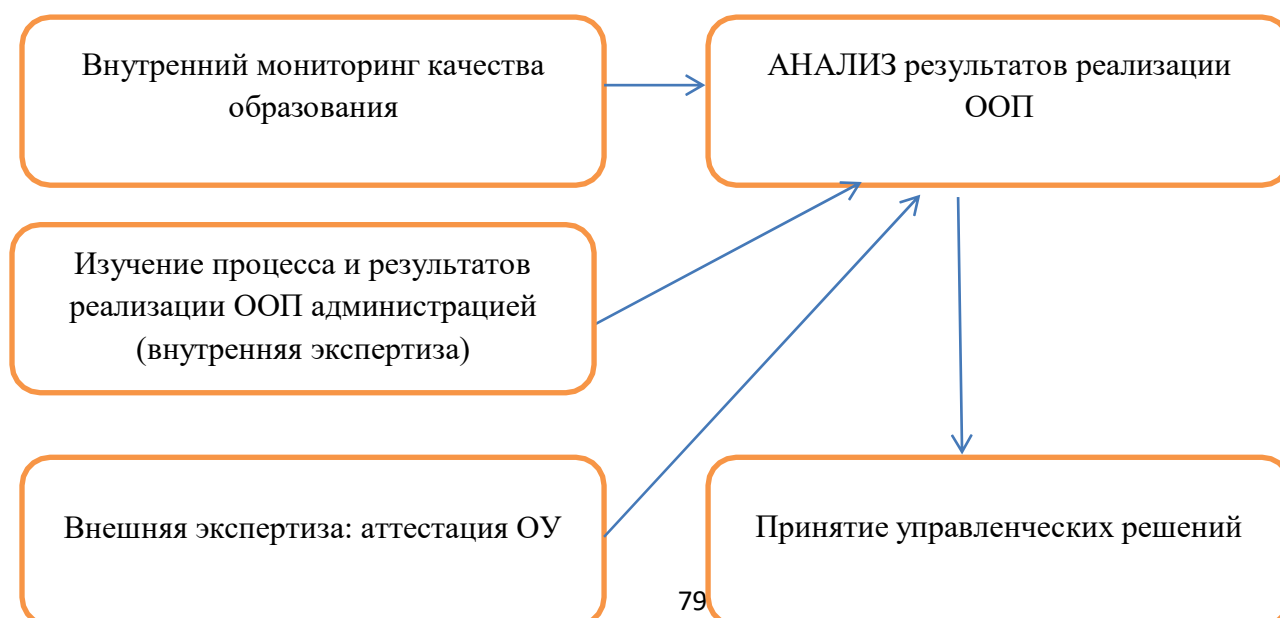 Внутренний мониторинг качества
образования
АНАЛИЗ результатов реализации
ООП
Изучение процесса и результатов
реализации ООП администрацией
(внутренняя экспертиза)
Внешняя экспертиза: аттестация ОУ
Принятие управленческих решений
79